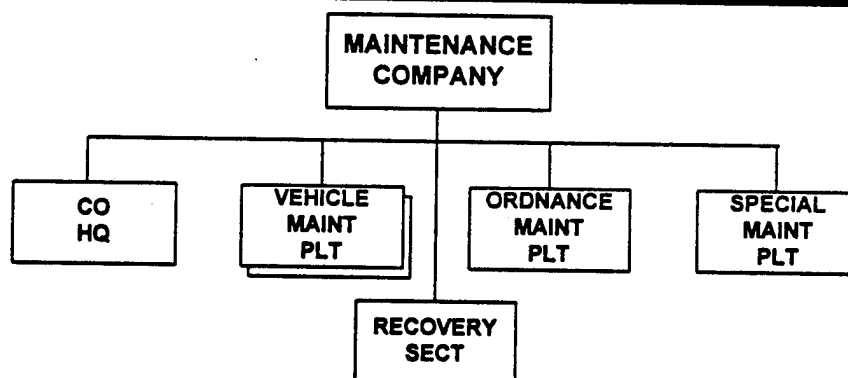 MAINTENANCE
COMPANY
CO
HQ
VEHICLE
MAINT
PLT
ORDNANCE
MAINT
PLT
SPECIAL
MAINT
PLT
RECOVERY
SECT